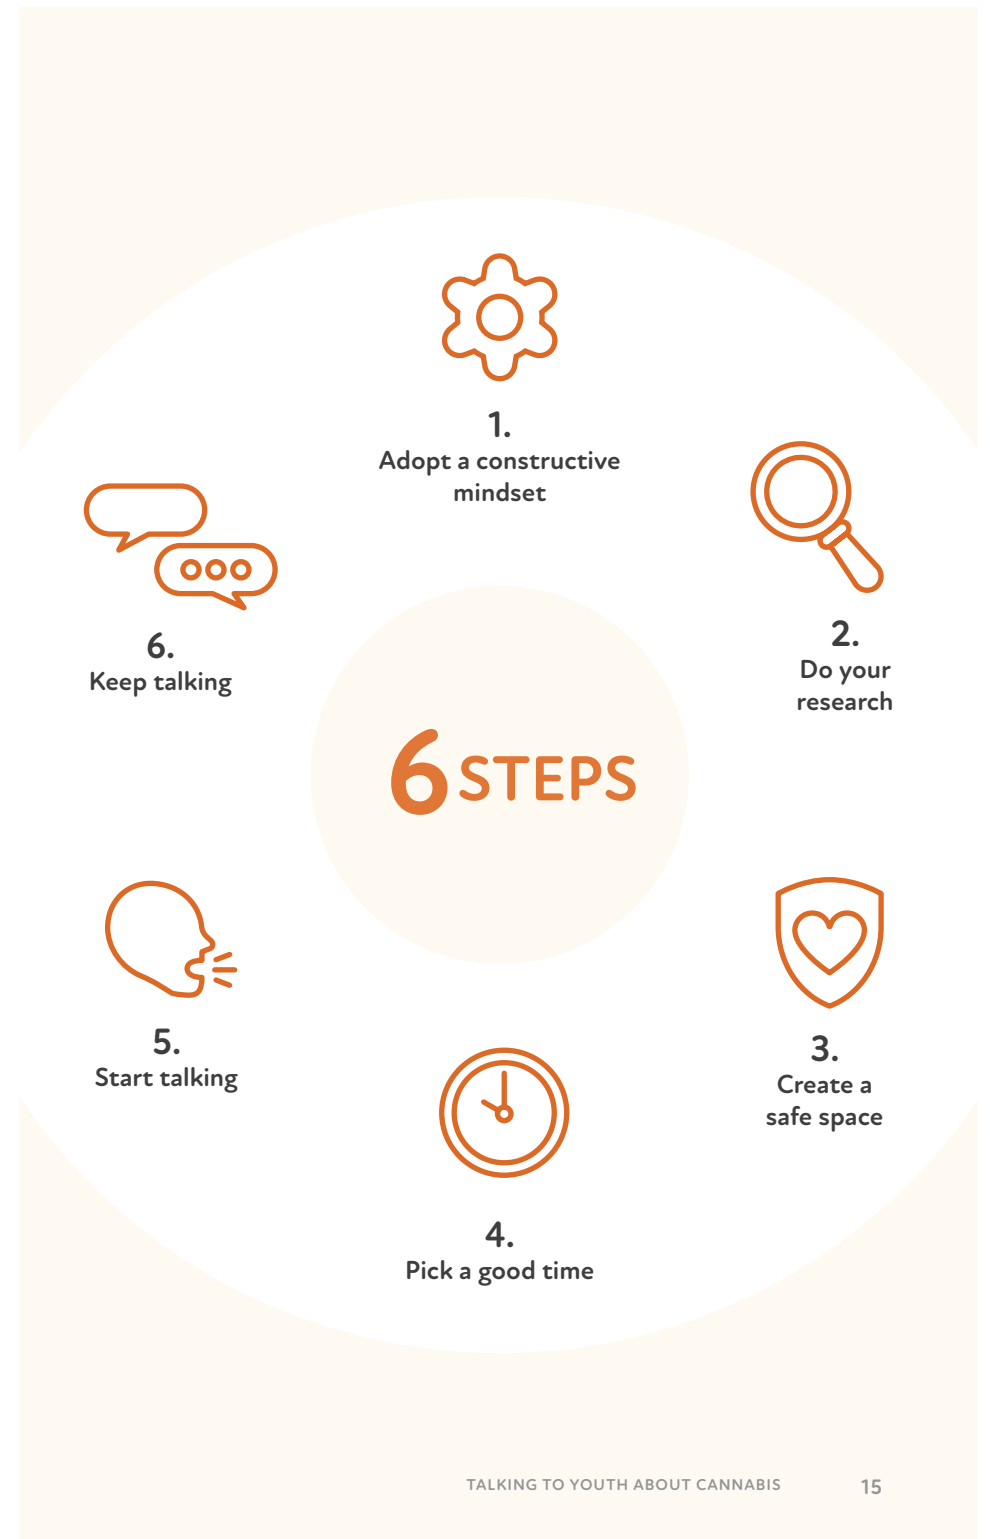 1.
Adopt a constructive
mindset
2.
Do your
research
3.
Create a
safe space
4.
Pick a good time
5.
Start talking
6.
Keep talking
6 STEPS
TALKING TO YOUTH ABOUT CANNABIS 15